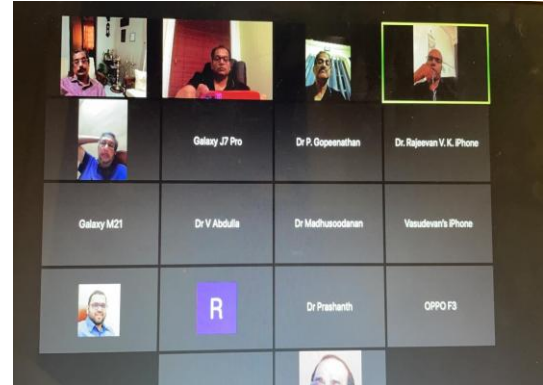 Galaxy J7 Pro
Dr P. Gopeenathan
Dr. Rajeevan V. K. iPhone
Galaxy M21
Dr V Abdulla
Dr Madhusoodanan
Vasudevan's iPhone
R
Dr Prashanth
OPPO F3